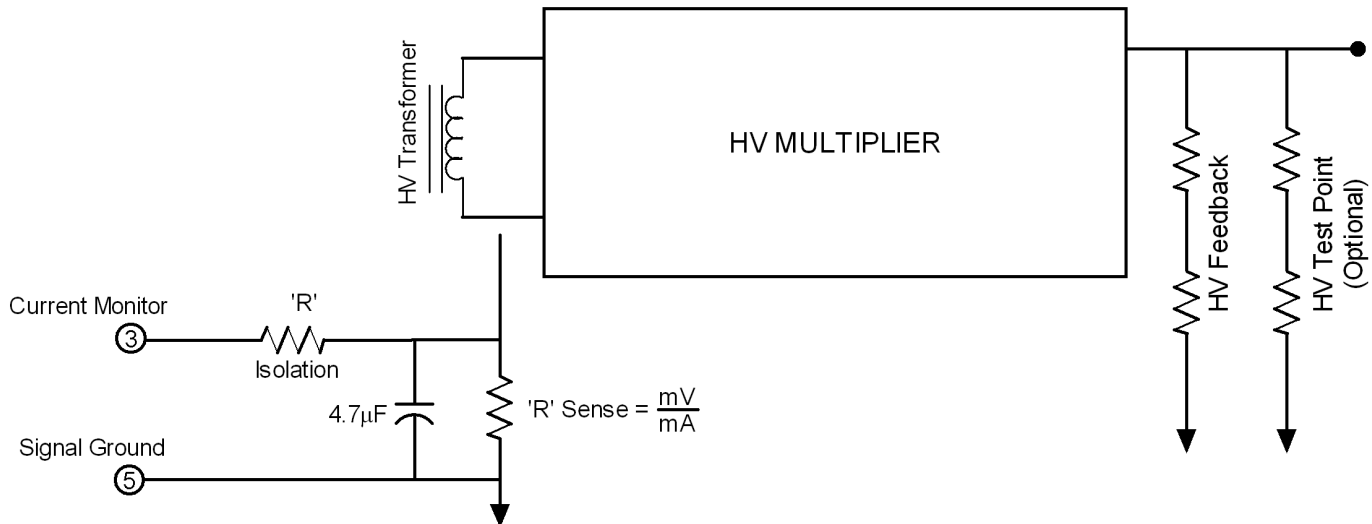 HV Transformer
HV MULTIPLIER
HV Feedback
HV Test Point
(Optional)
Current Monitor
3
'R'
Isolation
4.7μF
'R' Sense = mV
mA
Signal Ground
5